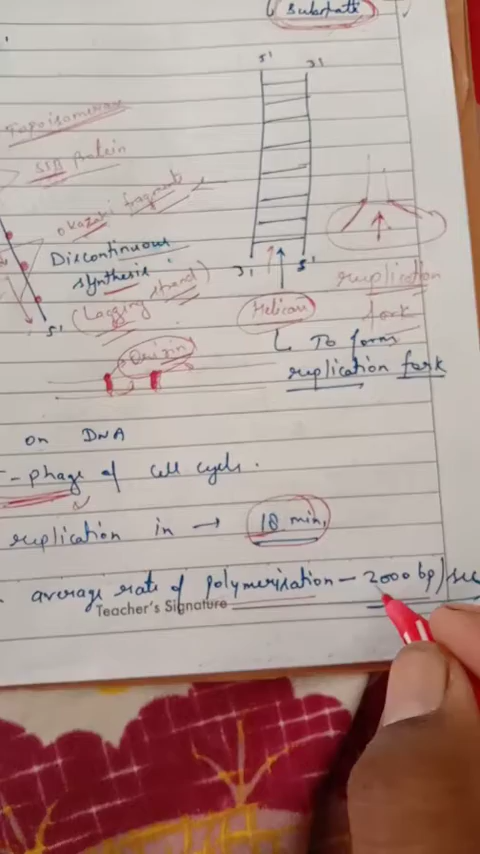 ↳ Substrate
5' 3'
Topoisomerase
SSB Protein
Okazaki fragments
Discontinuous
synthesis
(Lagging strand)
5'
3' 5'
Helicase
replication
fork
↳ To form
replication fork
Origin
on DNA
- phage of cell cycle.
replication in → 18 min,
average rate of polymerisation - 2000 bp/sec
Teacher's Signature